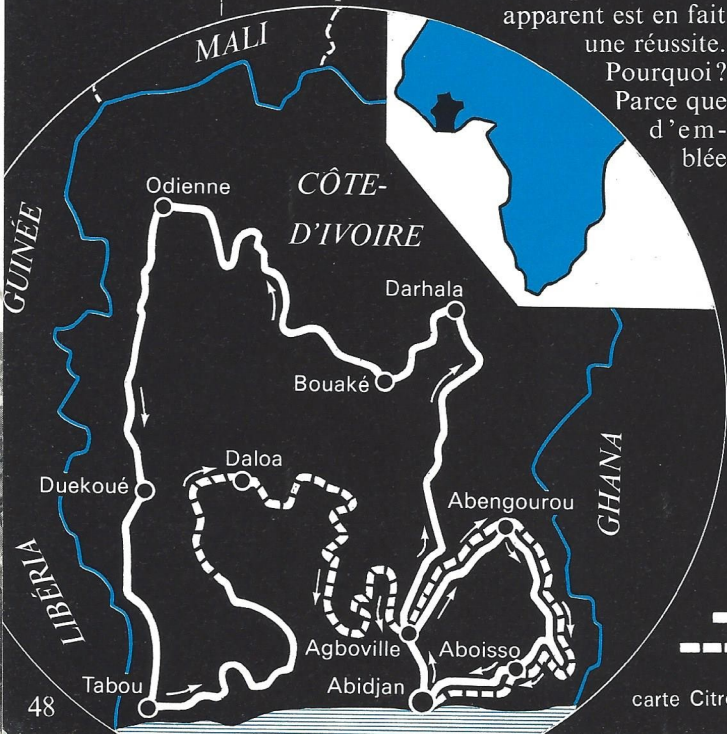 apparent est en fait
une réussite.
Pourquoi?
Parce que
d'em-
blée
MALI
GUINÉE
CÔTE-
D'IVOIRE
Odienne
Darhala
Bouaké
Daloa
Duekoué
Abengourou
GHANA
LIBÉRIA
Agboville
Aboisso
Tabou
Abidjan
48
carte Citr